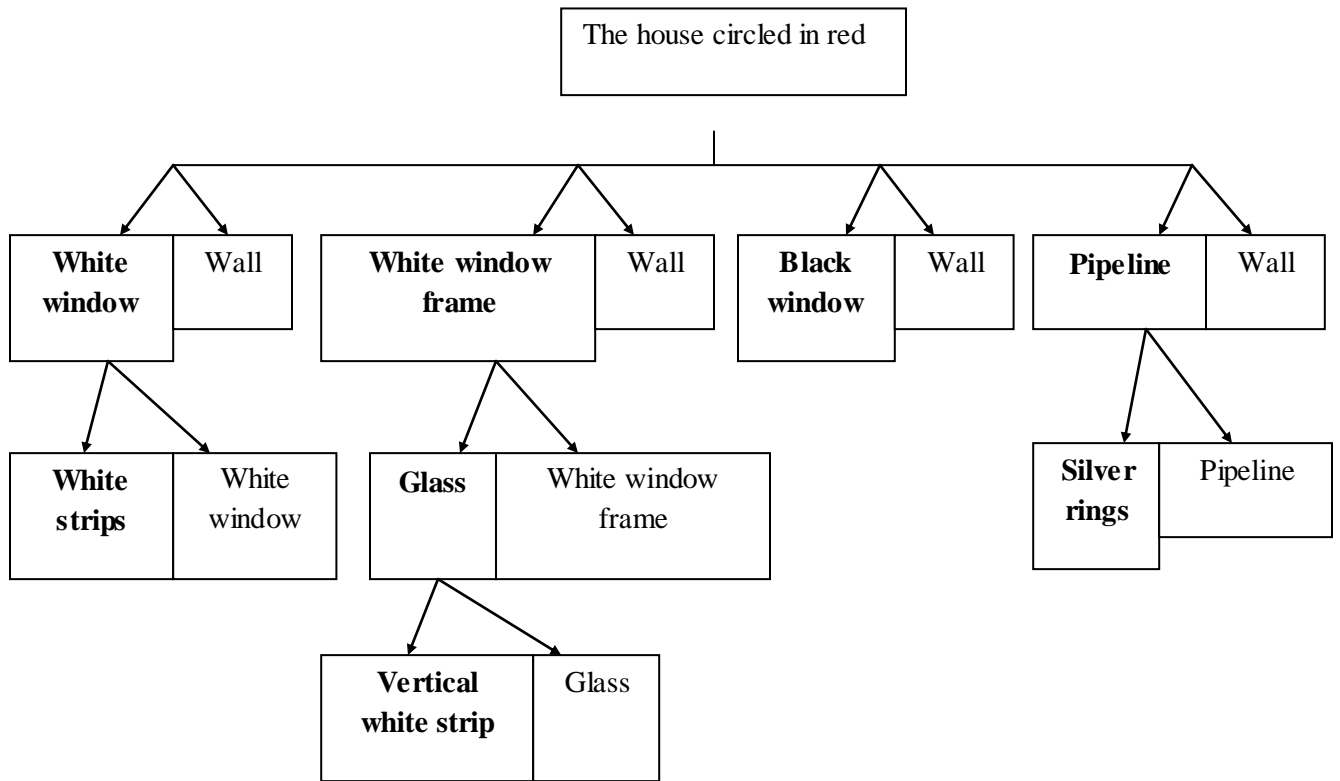 The house circled in red
White
window
Wall
White window
frame
Wall
Black
window
Wall
Pipeline
Wall
White
strips
White
window
Glass
White window
frame
Silver
rings
Pipeline
Vertical
white strip
Glass